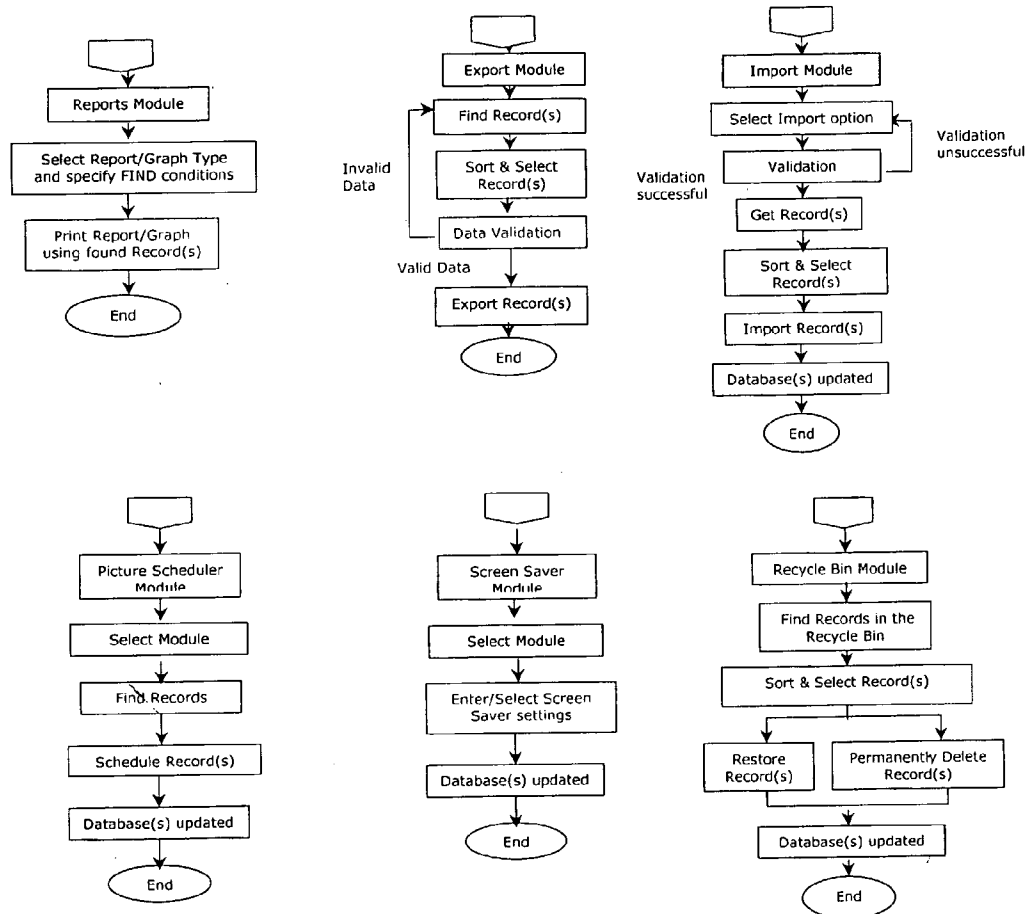 Reports Module
Select Report/Graph Type
and specify FIND conditions
Print Report/Graph
using found Record(s)
End
Export Module
Find Record(s)
Invalid
Data
Sort & Select
Record(s)
Data Validation
Valid Data
Export Record(s)
End
Import Module
Select Import option
Validation
unsuccessful
Validation
Validation
successful
Get Record(s)
Sort & Select
Record(s)
Import Record(s)
Database(s) updated
End
Picture Scheduler
Module
Select Module
Find Records
Schedule Record(s)
Database(s) updated
End
Screen Saver
Module
Select Module
Enter/Select Screen
Saver settings
Database(s) updated
End
Recycle Bin Module
Find Records in the
Recycle Bin
Sort & Select Record(s)
Restore
Record(s)
Permanently Delete
Record(s)
Database(s) updated
End